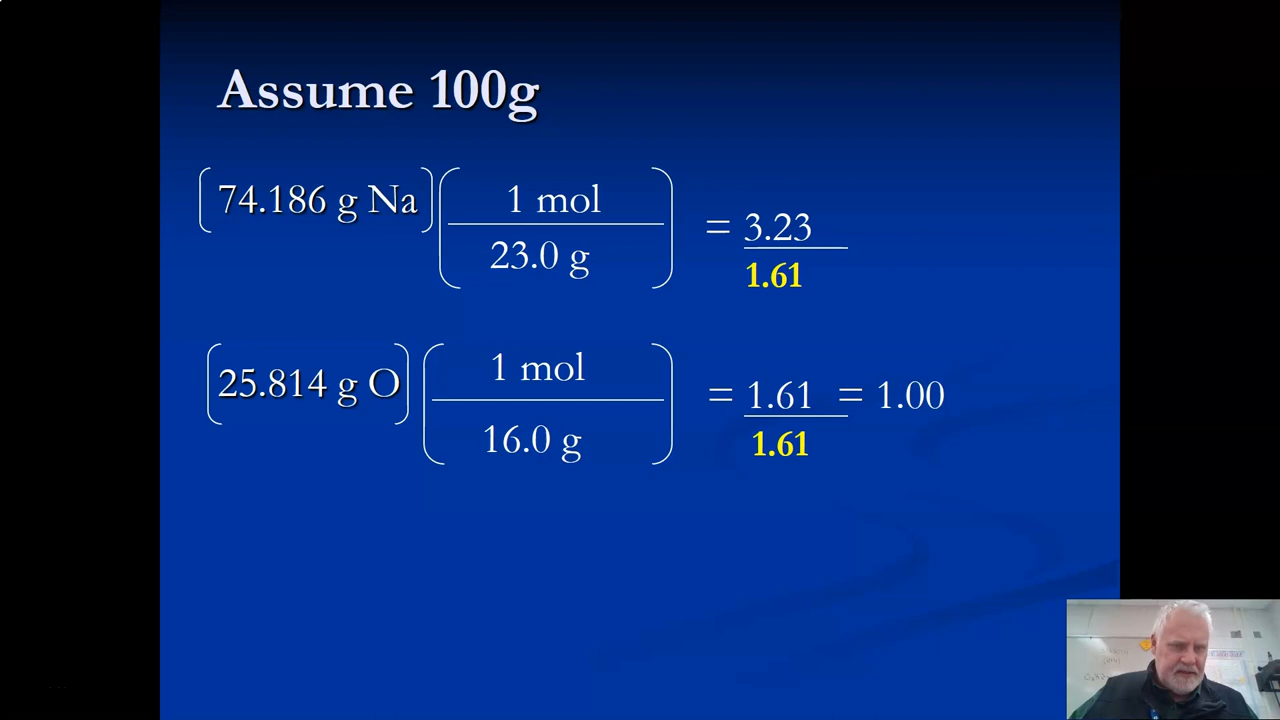 Assume 100g
74.186 g Na
1 mol
23.0 g
= 3.23
1.61
25.814 g O
1 mol
16.0 g
= 1.61 = 1.00
1.61